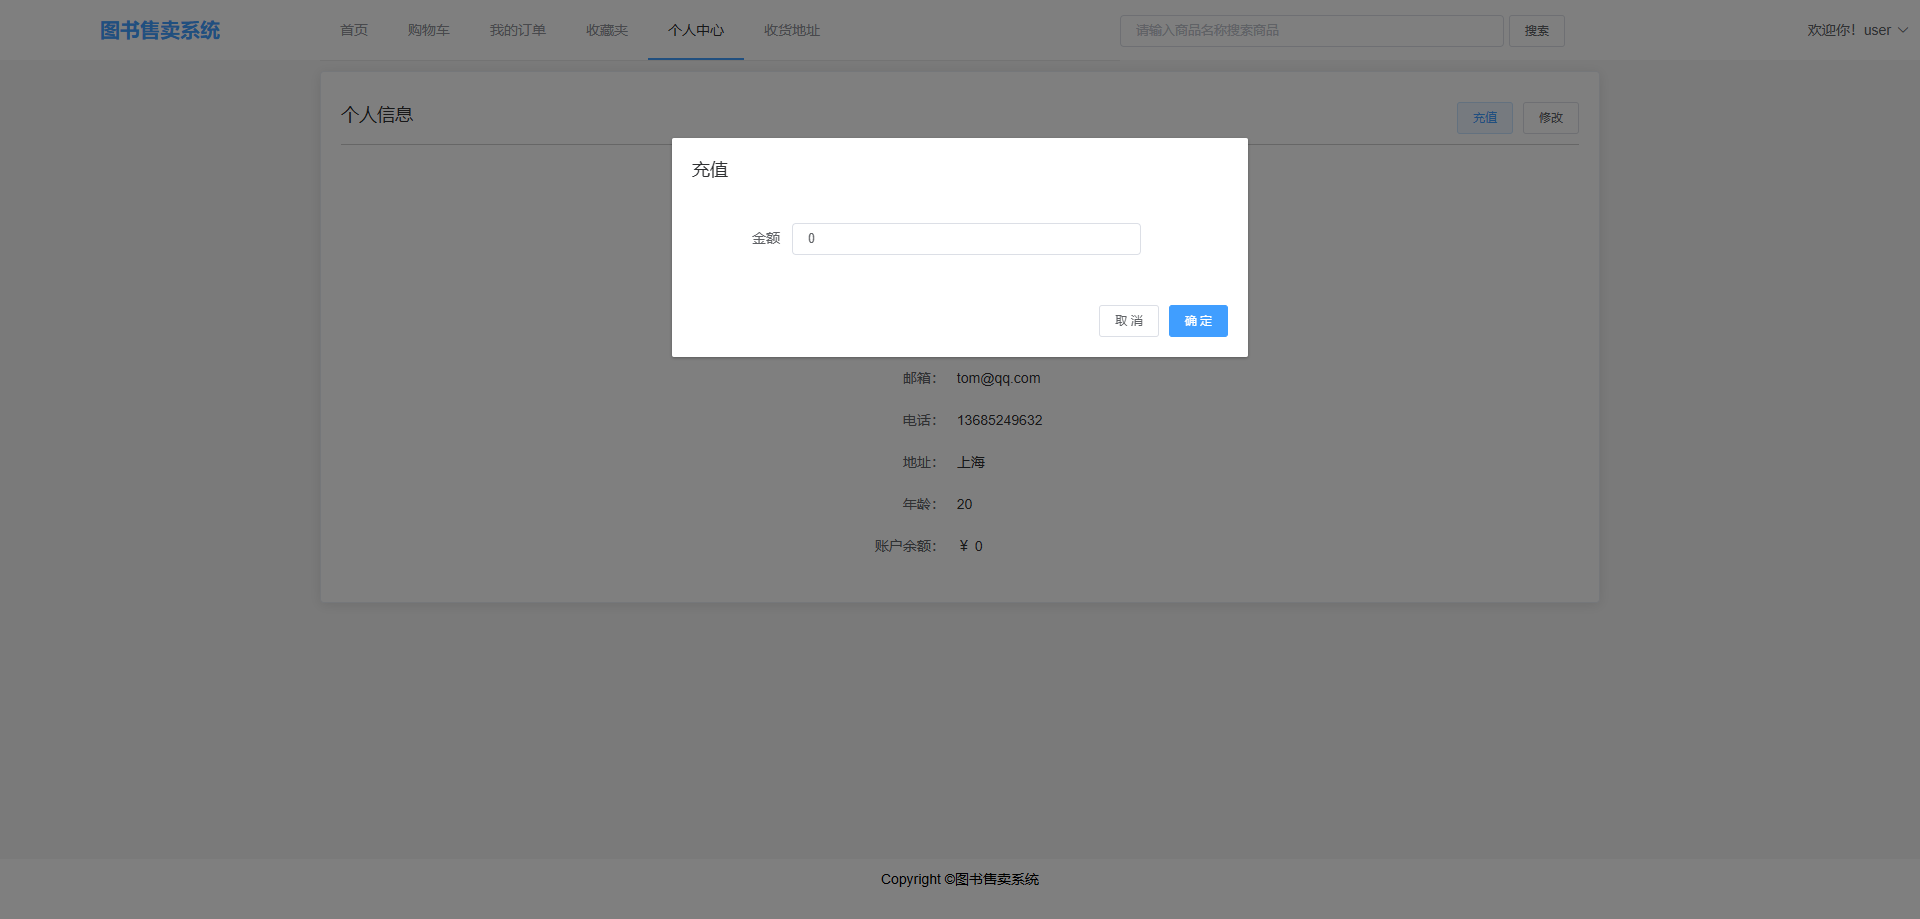 图书售卖系统 首页 购物车 我的订单 收藏夹 个人中心 收货地址 请输入商品名称搜索商品 搜索 欢迎你！user
个人信息 充值 修改
充值
金额 0
取 消 确 定
邮箱： tom@qq.com
电话： 13685249632
地址： 上海
年龄： 20
账户余额： ￥ 0
Copyright ©图书售卖系统